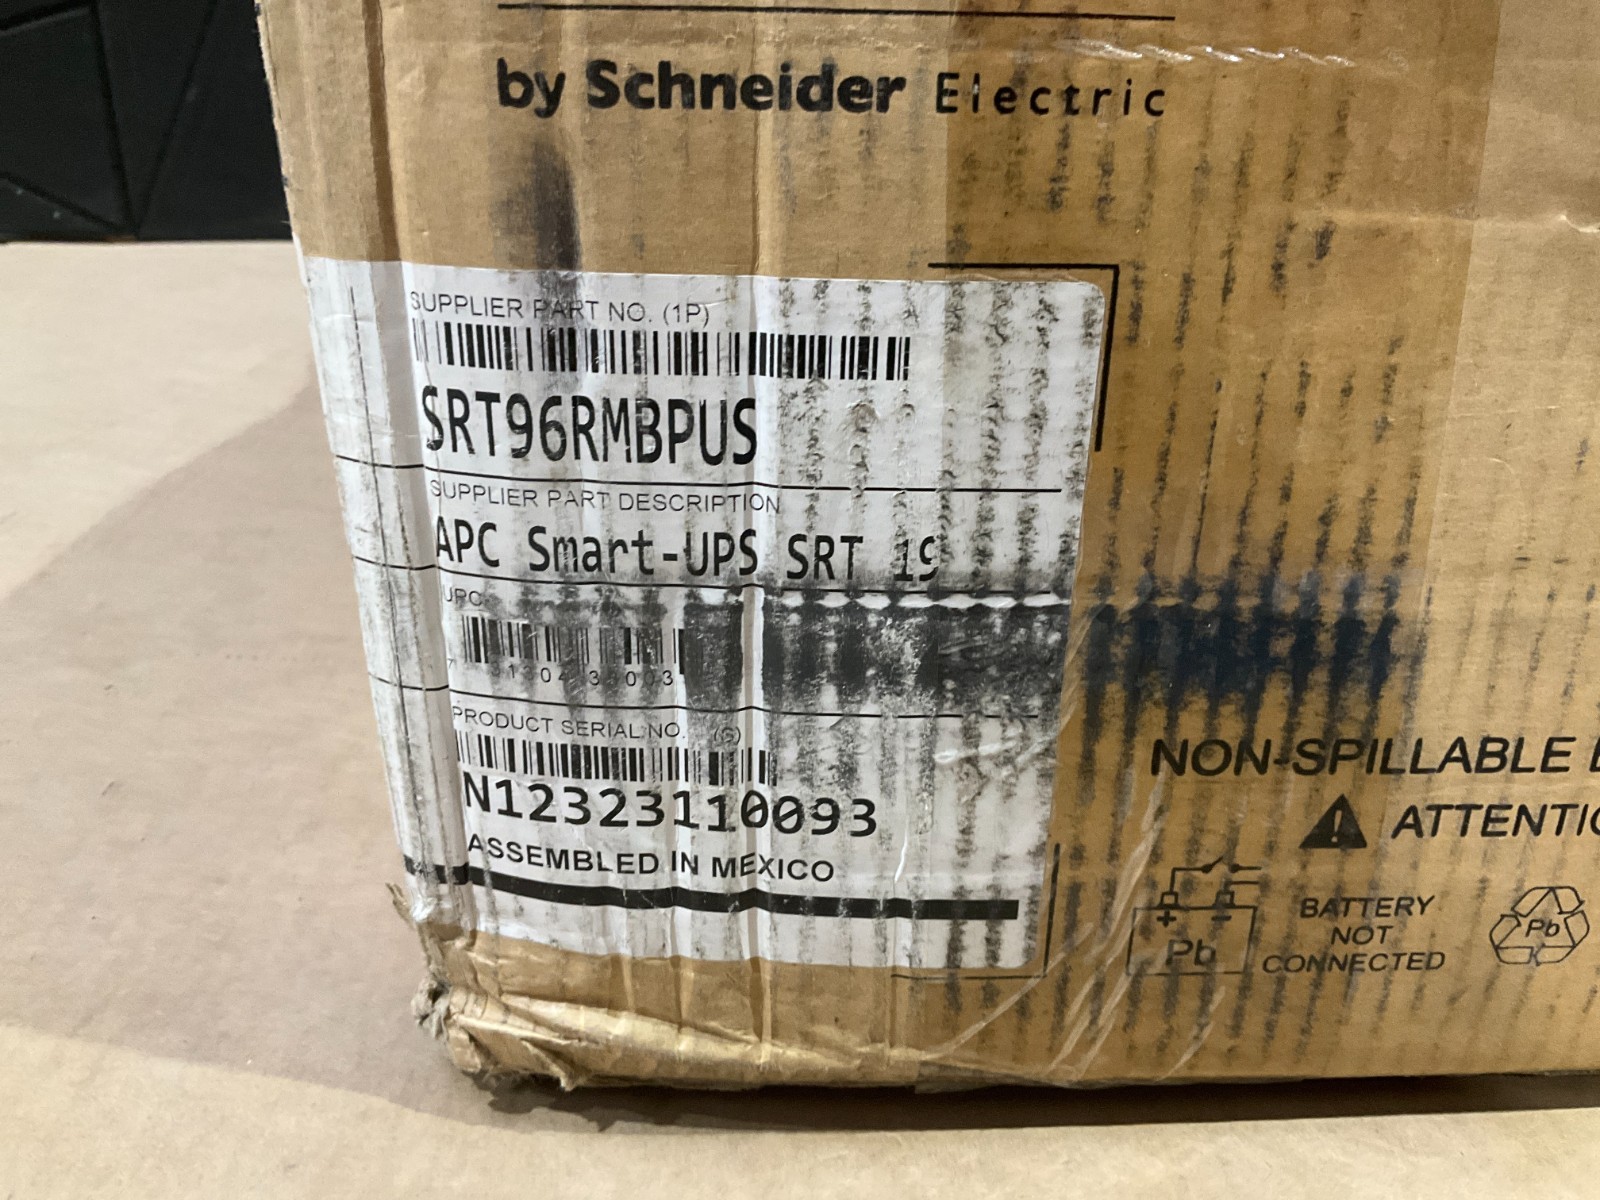 by Schneider Electric
SUPPLIER PART NO. (1P)
SRT96RMBPUS
SUPPLIER PART DESCRIPTION
APC Smart-UPS SRT 19
UPC
PRODUCT SERIAL NO. (S)
N12323110093
ASSEMBLED IN MEXICO
NON-SPILLABLE
ATTENTIO
BATTERY
NOT
CONNECTED
Pb
Pb